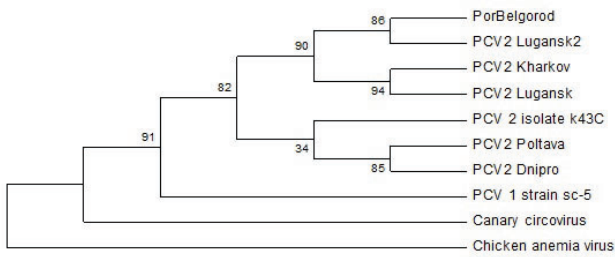 PorBelgorod
86
PCV2 Lugansk2
90
PCV2 Kharkov
94
PCV2 Lugansk
82
PCV 2 isolate k43C
91
34
PCV2 Poltava
85
PCV2 Dnipro
PCV 1 strain sc-5
Canary circovirus
Chicken anemia virus